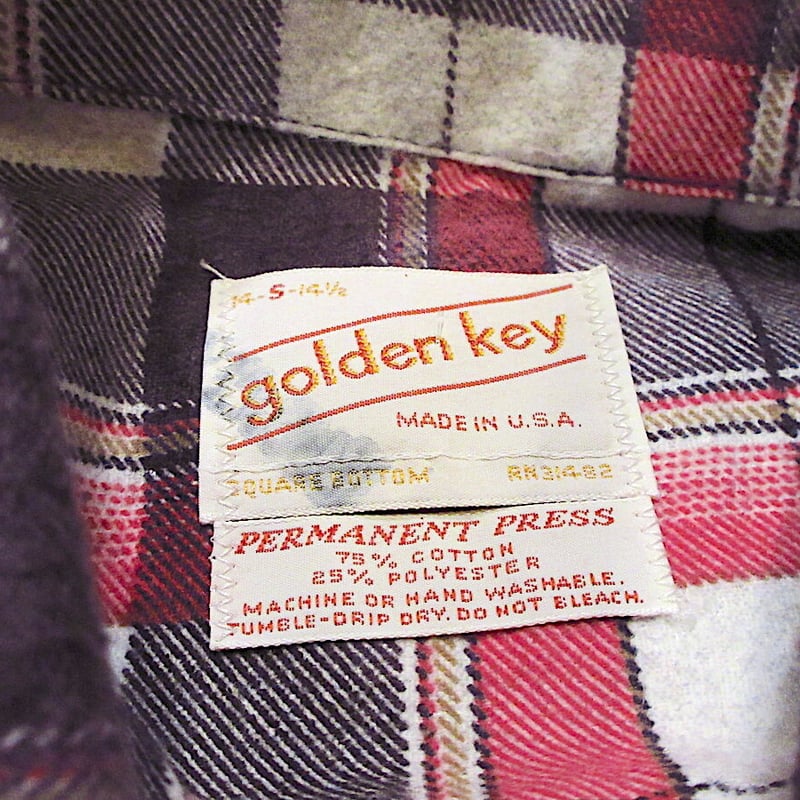 14-S-14½
golden key
MADE IN U.S.A.
SQUARE BOTTOM RN31482
PERMANENT PRESS
75% COTTON
25% POLYESTER
MACHINE OR HAND WASHABLE.
TUMBLE-DRIP DRY. DO NOT BLEACH.